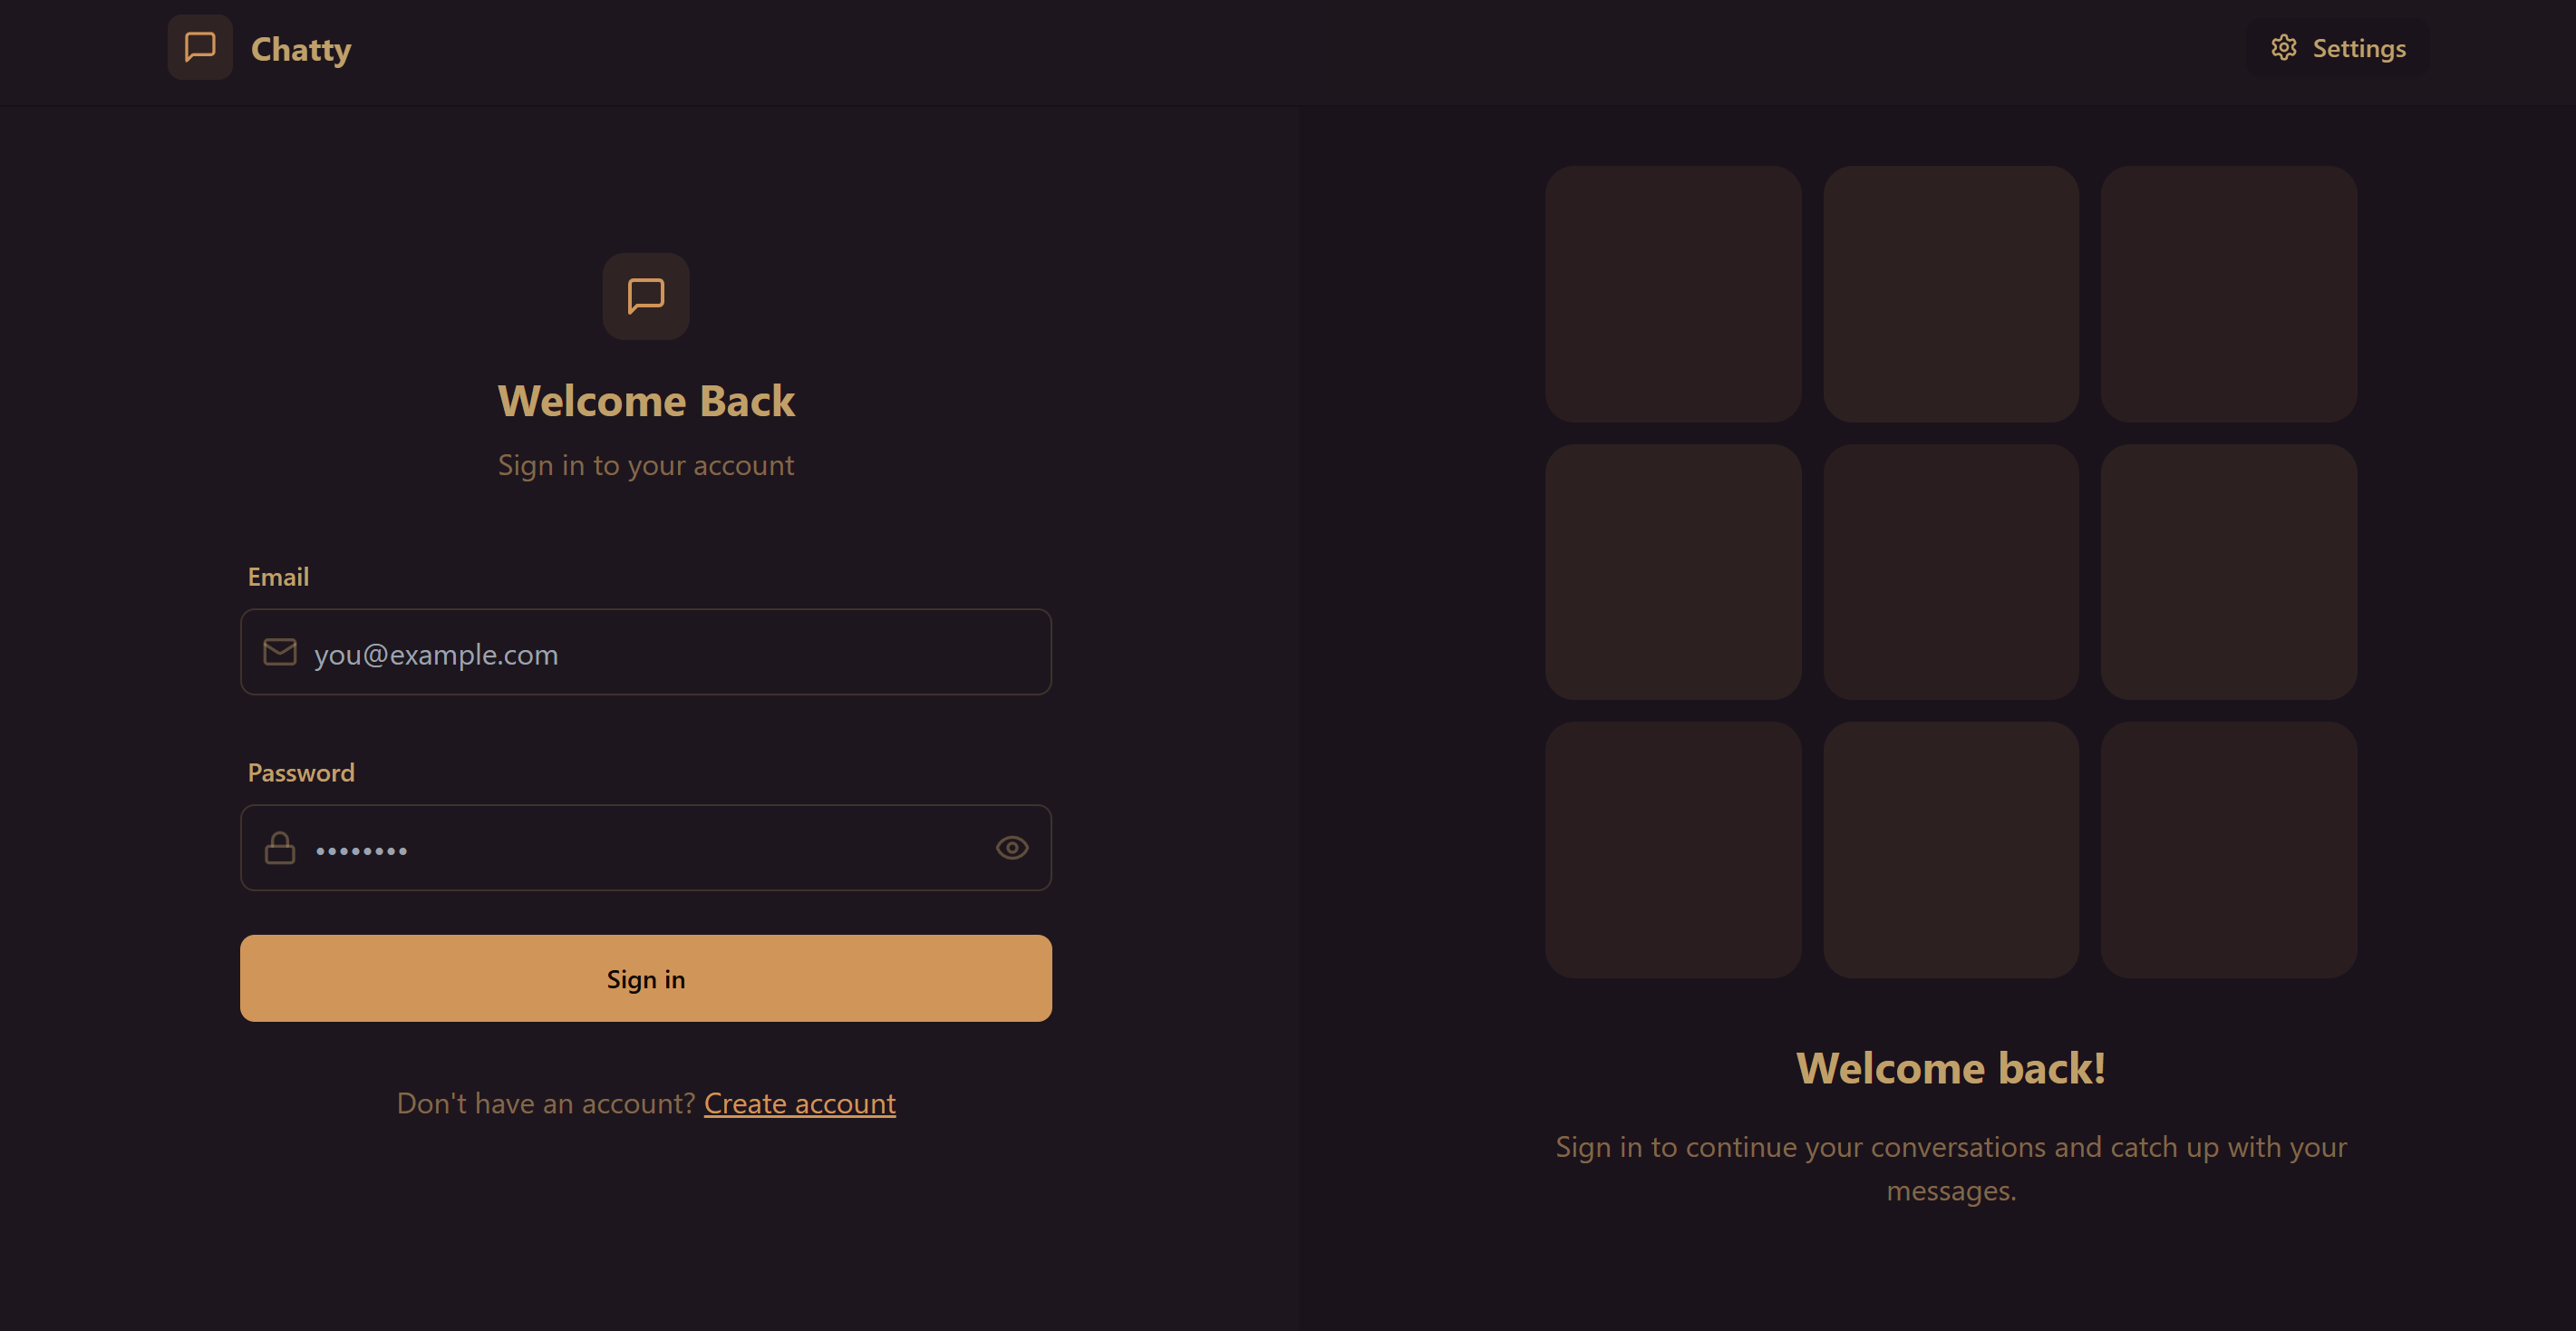 Chatty
Settings
Welcome Back
Sign in to your account
Email
you@example.com
Password
••••••••
Sign in
Don't have an account? Create account
Welcome back!
Sign in to continue your conversations and catch up with your
messages.